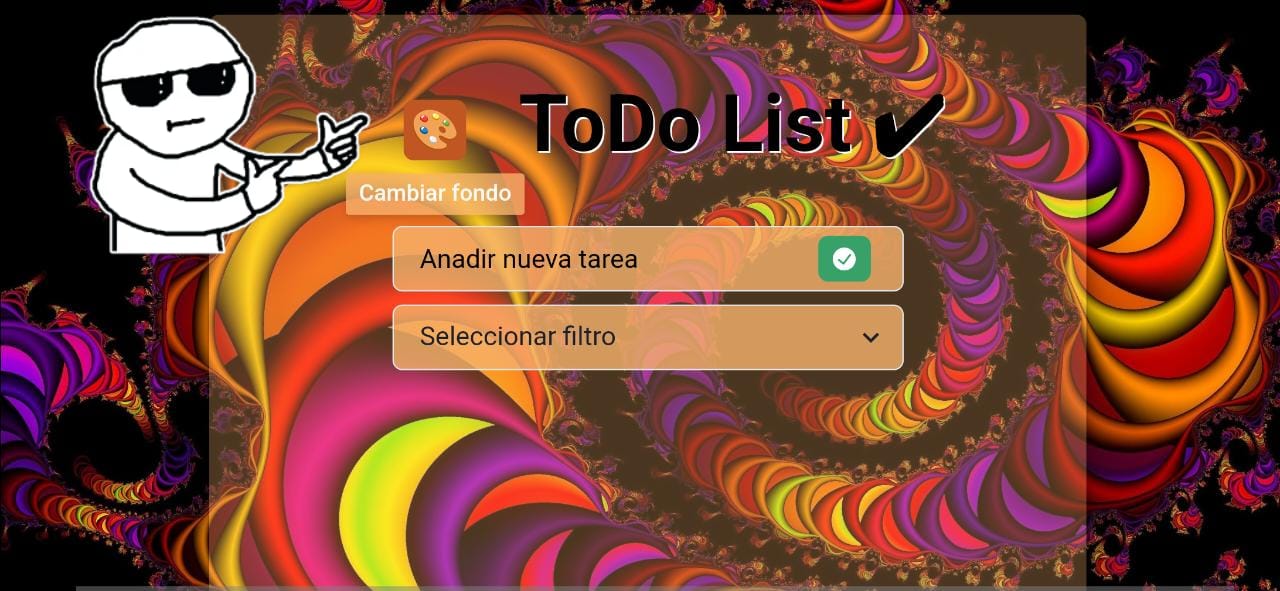 ToDo List ✔
Cambiar fondo
Anadir nueva tarea
Seleccionar filtro